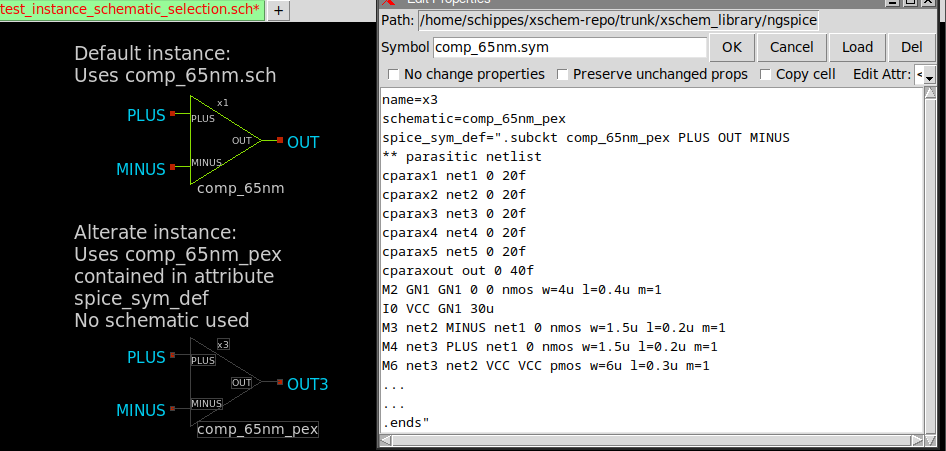 test_instance_schematic_selection.sch*
+
Default instance:
Uses comp_65nm.sch
x1
PLUS
PLUS
OUT
OUT
MINUS
MINUS
comp_65nm
Alterate instance:
Uses comp_65nm_pex
contained in attribute
spice_sym_def
No schematic used
x3
PLUS
PLUS
OUT
OUT3
MINUS
MINUS
comp_65nm_pex
Edit Properties
Path: /home/schippes/xschem-repo/trunk/xschem_library/ngspice
Symbol comp_65nm.sym OK Cancel Load Del
No change properties Preserve unchanged props Copy cell Edit Attr: <
name=x3
schematic=comp_65nm_pex
spice_sym_def=".subckt comp_65nm_pex PLUS OUT MINUS
** parasitic netlist
cparax1 net1 0 20f
cparax2 net2 0 20f
cparax3 net3 0 20f
cparax4 net4 0 20f
cparax5 net5 0 20f
cparaxout out 0 40f
M2 GN1 GN1 0 0 nmos w=4u l=0.4u m=1
I0 VCC GN1 30u
M3 net2 MINUS net1 0 nmos w=1.5u l=0.2u m=1
M4 net3 PLUS net1 0 nmos w=1.5u l=0.2u m=1
M6 net3 net2 VCC VCC pmos w=6u l=0.3u m=1
...
...
.ends"